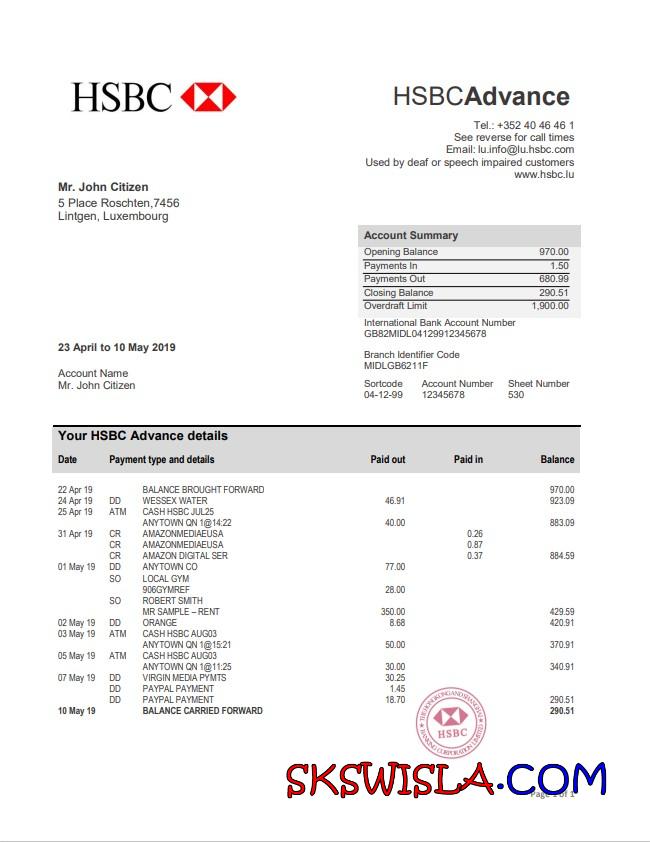 HSBC
HSBCAdvance
Tel.: +352 40 46 46 1
See reverse for call times
Email: lu.info@lu.hsbc.com
Used by deaf or speech impaired customers
www.hsbc.lu
Mr. John Citizen
5 Place Roschten,7456
Lintgen, Luxembourg
Account Summary
Opening Balance 970.00
Payments In 1.50
Payments Out 680.99
Closing Balance 290.51
Overdraft Limit 1,900.00
International Bank Account Number
GB82MIDL04129912345678
Branch Identifier Code
MIDLGB6211F
Sortcode Account Number Sheet Number
04-12-99 12345678 530
23 April to 10 May 2019
Account Name
Mr. John Citizen
Your HSBC Advance details
Date Payment type and details Paid out Paid in Balance
22 Apr 19 BALANCE BROUGHT FORWARD 970.00
24 Apr 19 DD WESSEX WATER 46.91 923.09
25 Apr 19 ATM CASH HSBC JUL25
ANYTOWN QN 1@14:22 40.00 883.09
31 Apr 19 CR AMAZONMEDIAEUSA 0.26
CR AMAZONMEDIAEUSA 0.87
CR AMAZON DIGITAL SER 0.37 884.59
01 May 19 DD ANYTOWN CO 77.00
SO LOCAL GYM
906GYMREF 28.00
SO ROBERT SMITH
MR SAMPLE – RENT 350.00 429.59
02 May 19 DD ORANGE 8.68 420.91
03 May 19 ATM CASH HSBC AUG03
ANYTOWN QN 1@15:21 50.00 370.91
05 May 19 ATM CASH HSBC AUG03
ANYTOWN QN 1@11:25 30.00 340.91
07 May 19 DD VIRGIN MEDIA PYMTS 30.25
DD PAYPAL PAYMENT 1.45
DD PAYPAL PAYMENT 18.70 290.51
10 May 19 BALANCE CARRIED FORWARD 290.51
THE HONGKONG AND SHANGHAI
HSBC
BANKING CORPORATION LIMITED
SKSWISLA.COM
Page 1 of 1